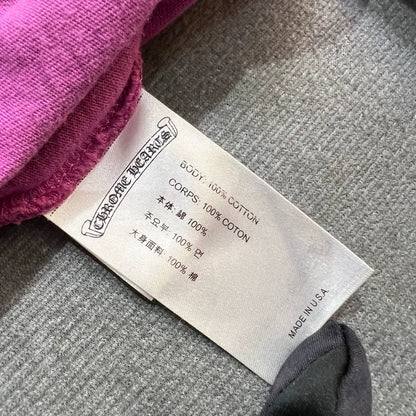 CHROME HEARTS
BODY: 100% COTTON
CORPS: 100% COTON
本体: 綿 100%
주요부: 100% 면
大身面料: 100% 棉
MADE IN U.S.A.